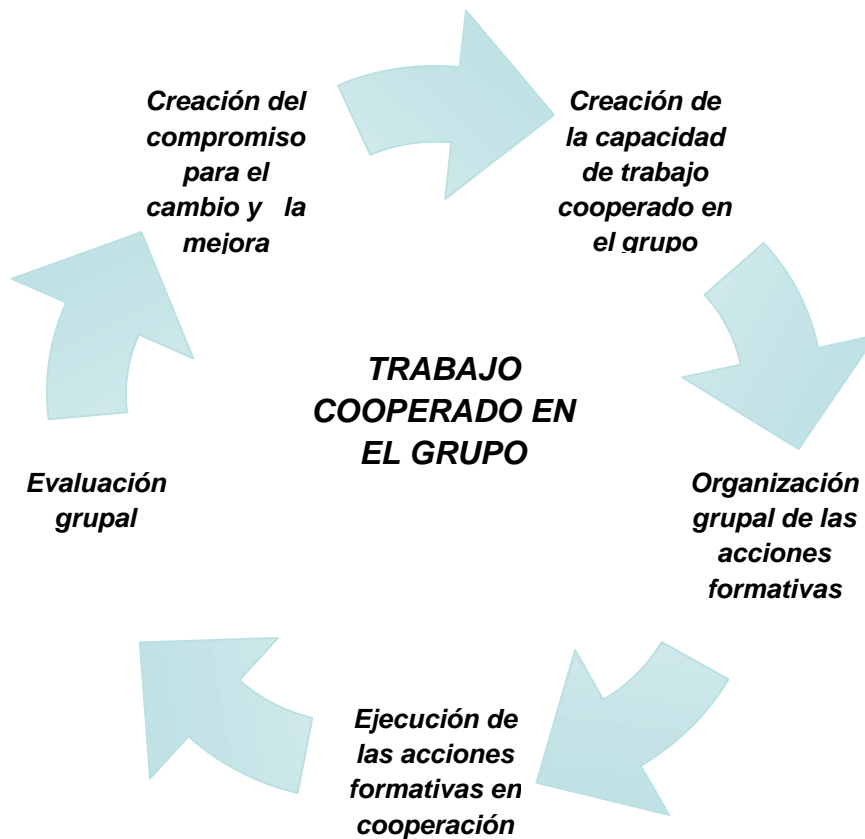 Creación del
compromiso
para el
cambio y la
mejora
Creación de
la capacidad
de trabajo
cooperado en
el grupo
TRABAJO
COOPERADO EN
EL GRUPO
Organización
grupal de las
acciones
formativas
Ejecución de
las acciones
formativas en
cooperación
Evaluación
grupal